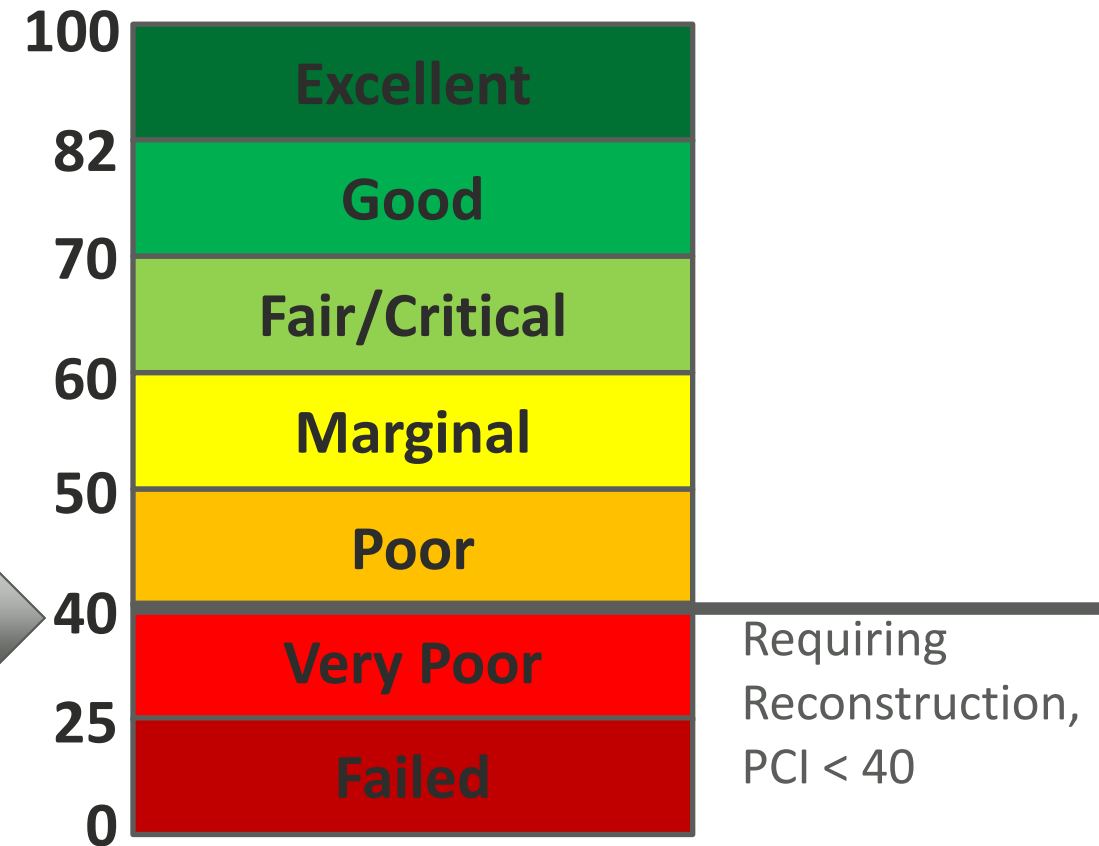 100
Excellent
82
Good
70
Fair/Critical
60
Marginal
50
Poor
40
Very Poor
Requiring
Reconstruction,
PCI < 40
25
Failed
0